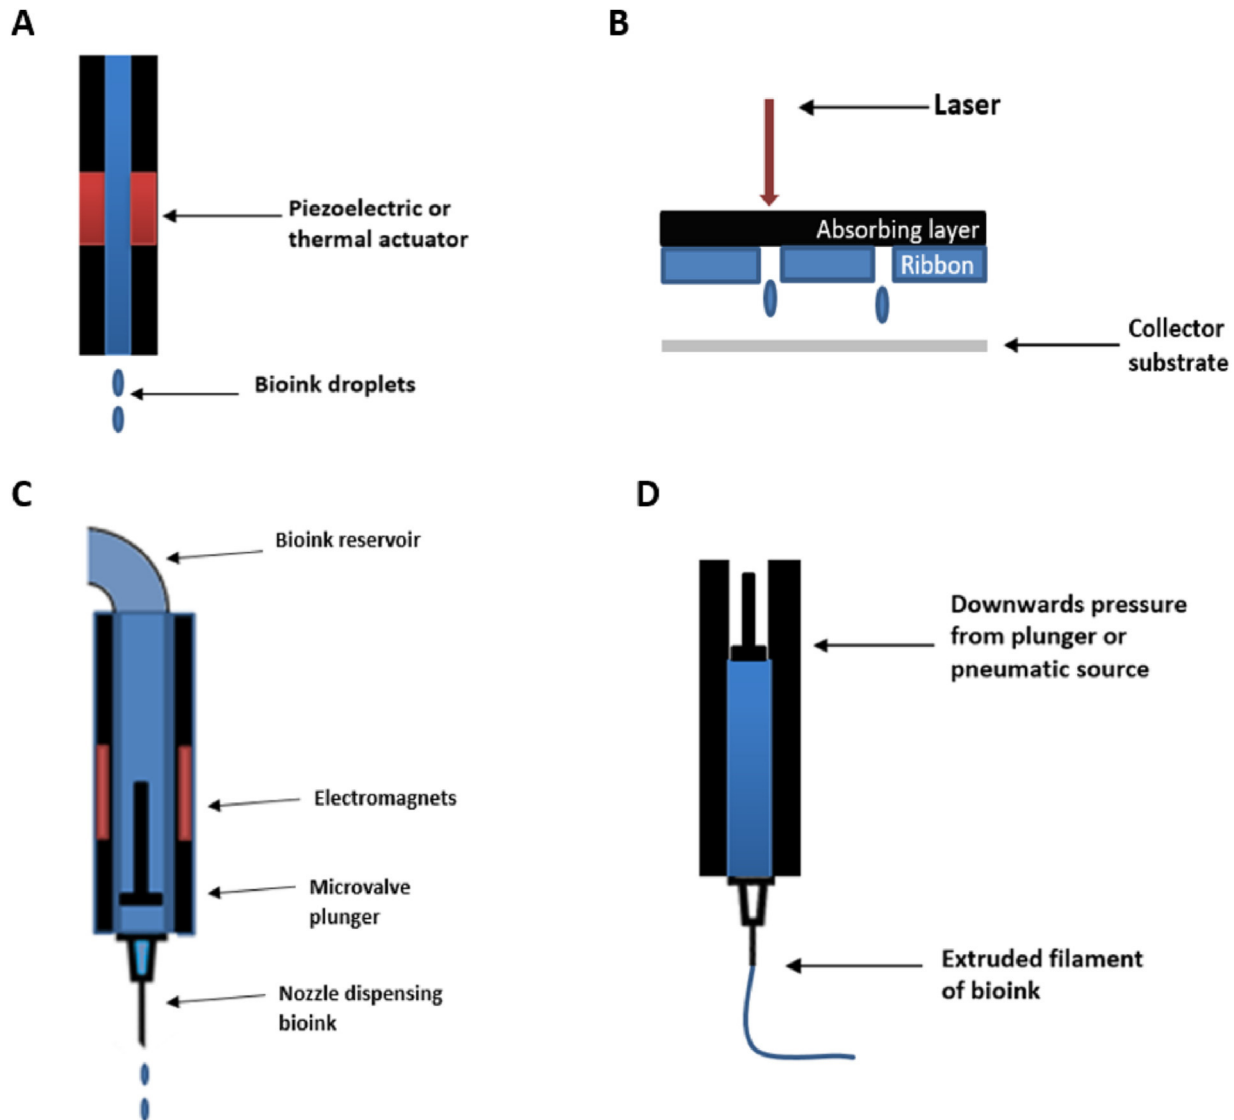 A
B
Laser
Absorbing layer
Ribbon
Piezoelectric or
thermal actuator
Collector
substrate
Bioink droplets
C
D
Bioink reservoir
Downwards pressure
from plunger or
pneumatic source
Electromagnets
Microvalve
plunger
Extruded filament
of bioink
Nozzle dispensing
bioink